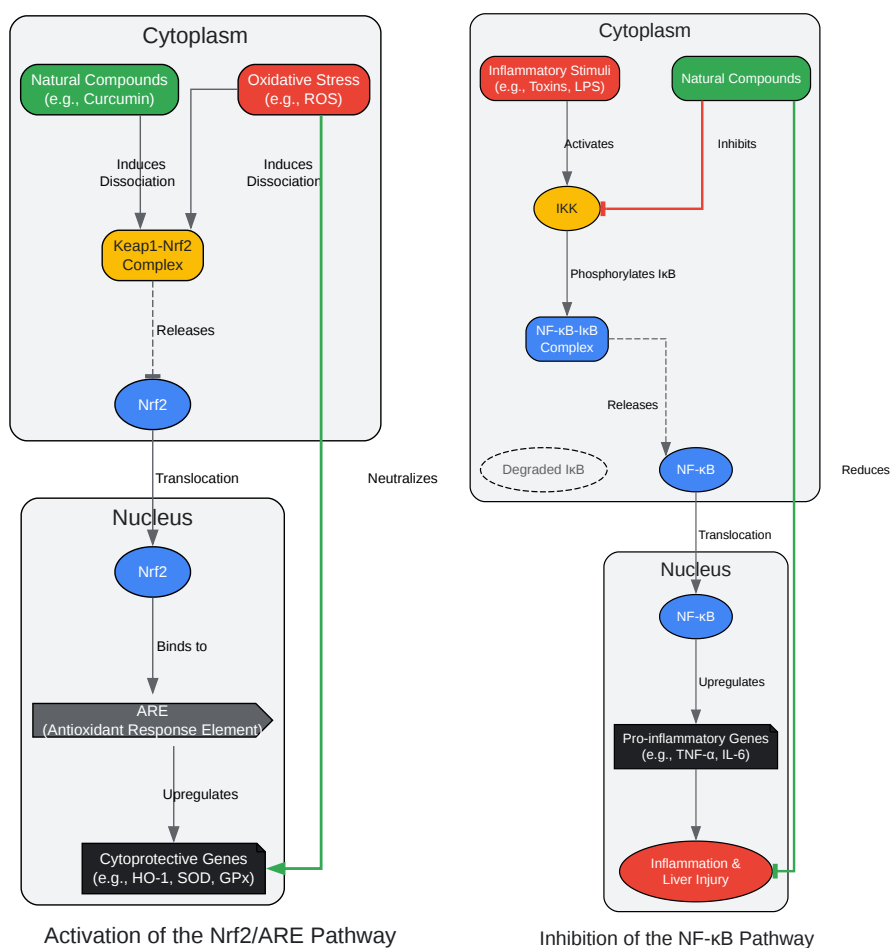 Cytoplasm
Natural Compounds
(e.g., Curcumin)
Oxidative Stress
(e.g., ROS)
Induces
Dissociation
Induces
Dissociation
Keap1-Nrf2
Complex
Releases
Nrf2
Translocation
Neutralizes
Nucleus
Nrf2
Binds to
ARE
(Antioxidant Response Element)
Upregulates
Cytoprotective Genes
(e.g., HO-1, SOD, GPx)
Activation of the Nrf2/ARE Pathway
Cytoplasm
Inflammatory Stimuli
(e.g., Toxins, LPS)
Natural Compounds
Activates
Inhibits
IKK
Phosphorylates IκB
NF-κB-IκB
Complex
Releases
Degraded IκB
NF-κB
Reduces
Translocation
Nucleus
NF-κB
Upregulates
Pro-inflammatory Genes
(e.g., TNF-α, IL-6)
Inflammation &
Liver Injury
Inhibition of the NF-κB Pathway